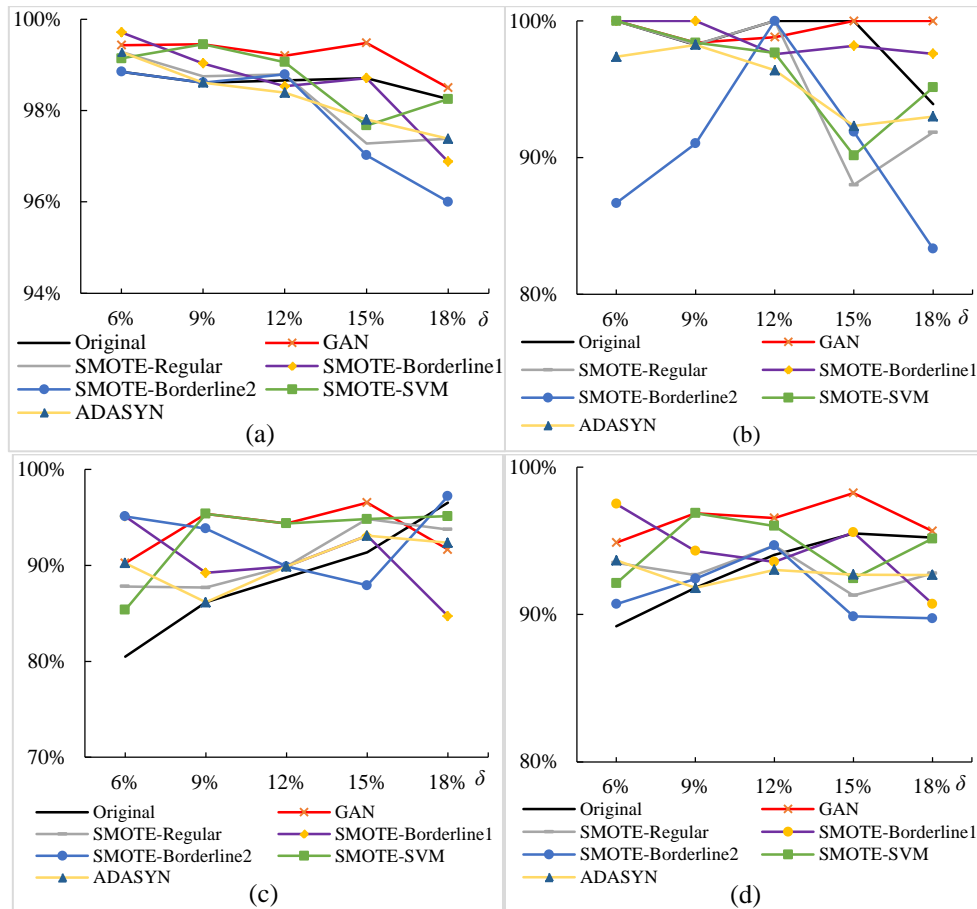 100%
98%
96%
94%
6% 9% 12% 15% 18% δ
Original GAN
SMOTE-Regular SMOTE-Borderline1
SMOTE-Borderline2 SMOTE-SVM
ADASYN
(a)
100%
90%
80%
6% 9% 12% 15% 18% δ
Original GAN
SMOTE-Regular SMOTE-Borderline1
SMOTE-Borderline2 SMOTE-SVM
ADASYN
(b)
100%
90%
80%
70%
6% 9% 12% 15% 18% δ
Original GAN
SMOTE-Regular SMOTE-Borderline1
SMOTE-Borderline2 SMOTE-SVM
ADASYN
(c)
100%
90%
80%
6% 9% 12% 15% 18% δ
Original GAN
SMOTE-Regular SMOTE-Borderline1
SMOTE-Borderline2 SMOTE-SVM
ADASYN
(d)